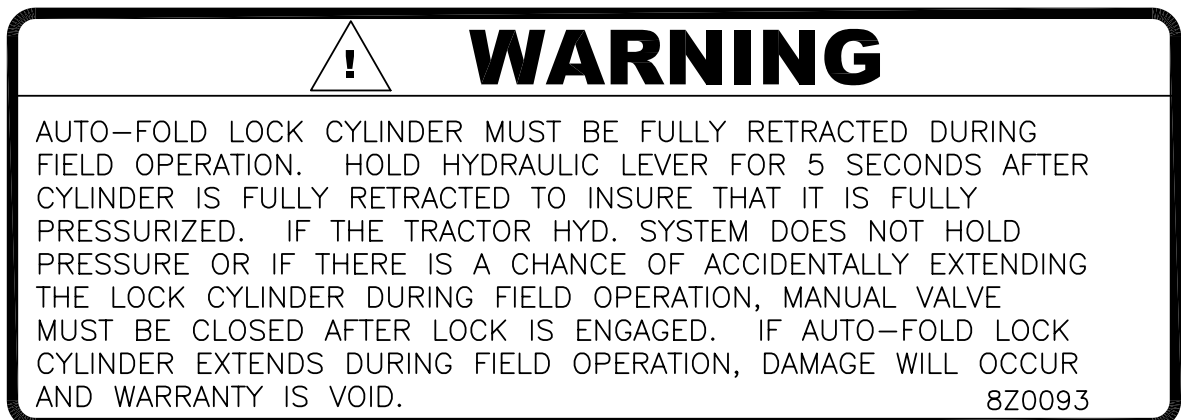 ! WARNING
AUTO-FOLD LOCK CYLINDER MUST BE FULLY RETRACTED DURING
FIELD OPERATION. HOLD HYDRAULIC LEVER FOR 5 SECONDS AFTER
CYLINDER IS FULLY RETRACTED TO INSURE THAT IT IS FULLY
PRESSURIZED. IF THE TRACTOR HYD. SYSTEM DOES NOT HOLD
PRESSURE OR IF THERE IS A CHANCE OF ACCIDENTALLY EXTENDING
THE LOCK CYLINDER DURING FIELD OPERATION, MANUAL VALVE
MUST BE CLOSED AFTER LOCK IS ENGAGED. IF AUTO-FOLD LOCK
CYLINDER EXTENDS DURING FIELD OPERATION, DAMAGE WILL OCCUR
AND WARRANTY IS VOID. 8Z0093